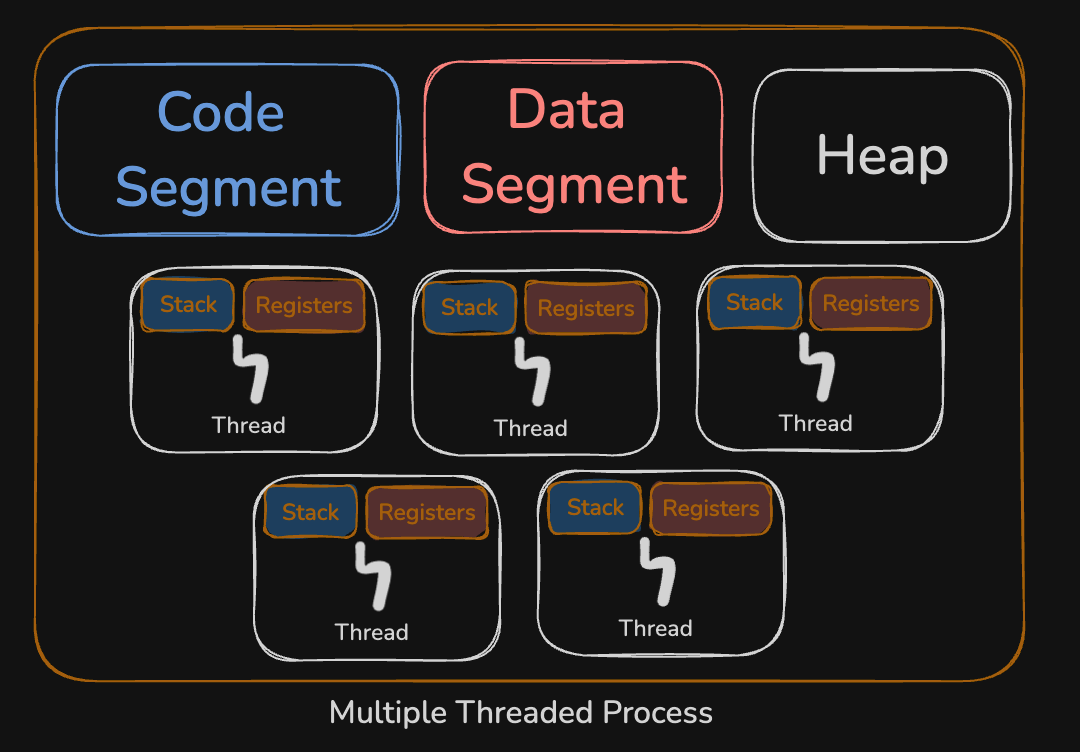 Code
Segment
Data
Segment
Heap
Stack
Registers
Thread
Stack
Registers
Thread
Stack
Registers
Thread
Stack
Registers
Thread
Stack
Registers
Thread
Multiple Threaded Process